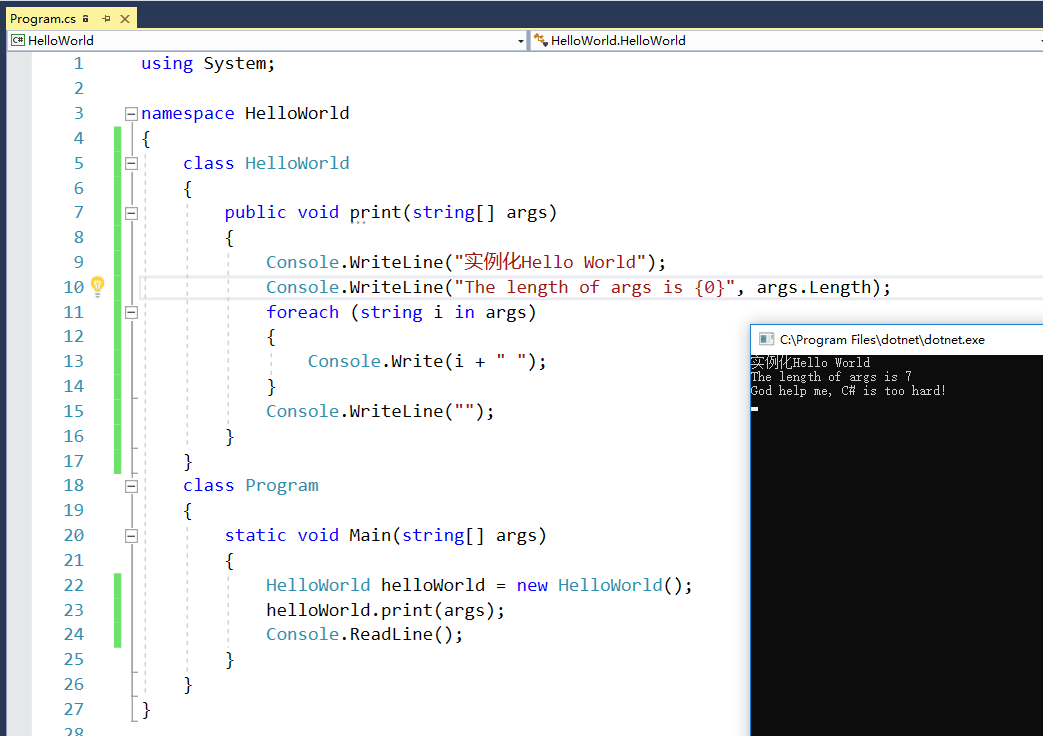 Program.cs
C# HelloWorld
HelloWorld.HelloWorld
1 using System;
2
3 namespace HelloWorld
4 {
5 class HelloWorld
6 {
7 public void print(string[] args)
8 {
9 Console.WriteLine("实例化Hello World");
10 Console.WriteLine("The length of args is {0}", args.Length);
11 foreach (string i in args)
12 {
13 Console.Write(i + " ");
14 }
15 Console.WriteLine("");
16 }
17 }
18 class Program
19 {
20 static void Main(string[] args)
21 {
22 HelloWorld helloWorld = new HelloWorld();
23 helloWorld.print(args);
24 Console.ReadLine();
25 }
26 }
27 }
28
C:\Program Files\dotnet\dotnet.exe
实例化Hello World
The length of args is 7
God help me, C# is too hard!